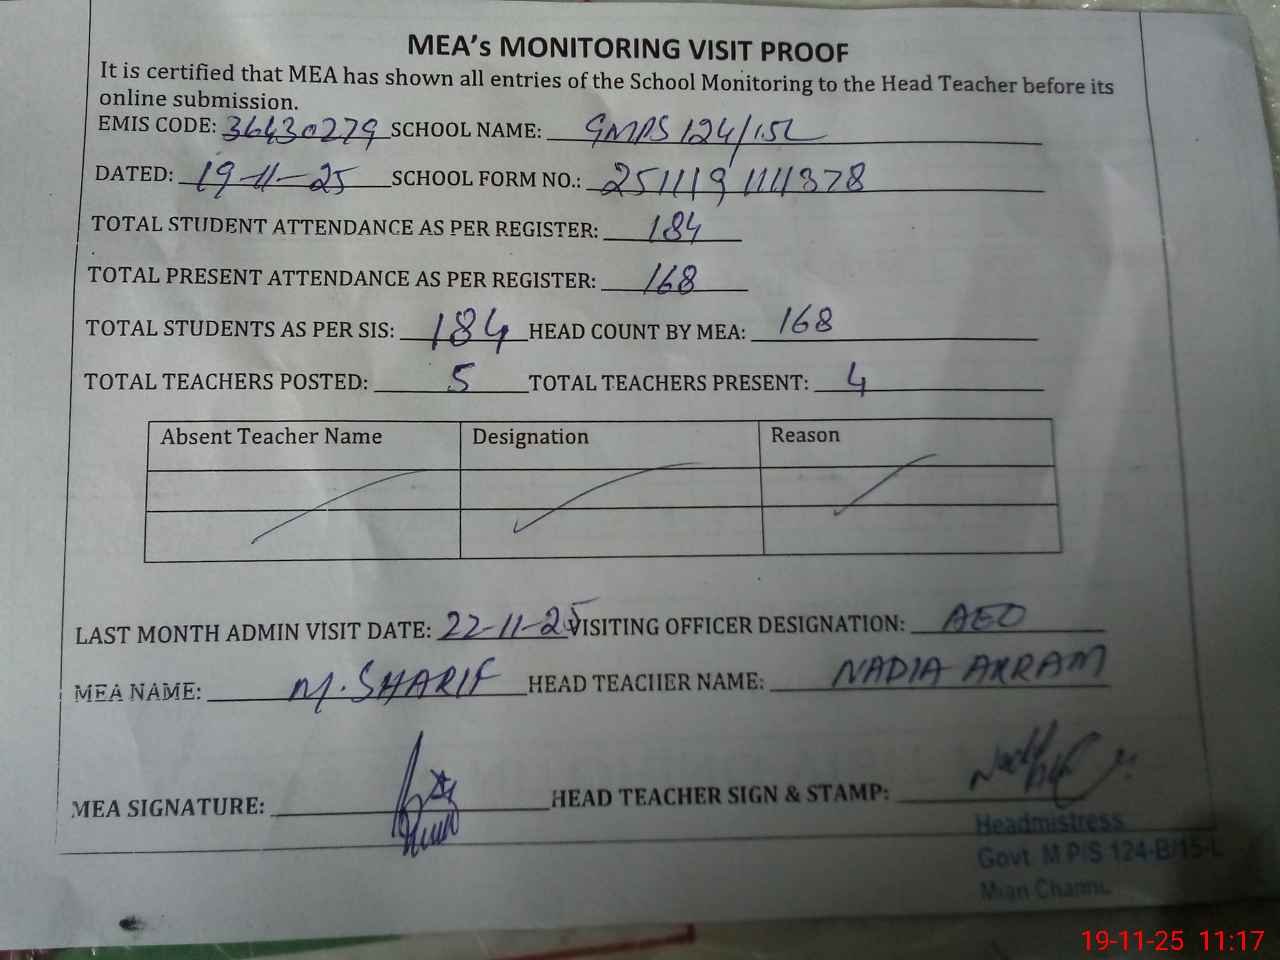 MEA's MONITORING VISIT PROOF
It is certified that MEA has shown all entries of the School Monitoring to the Head Teacher before its
online submission.
EMIS CODE: 36430279 SCHOOL NAME: GMPS 124/15L
DATED: 19-11-25 SCHOOL FORM NO.: 251119 1111378
TOTAL STUDENT ATTENDANCE AS PER REGISTER: 184
TOTAL PRESENT ATTENDANCE AS PER REGISTER: 168
TOTAL STUDENTS AS PER SIS: 184 HEAD COUNT BY MEA: 168
TOTAL TEACHERS POSTED: 5 TOTAL TEACHERS PRESENT: 4
Absent Teacher Name Designation Reason
LAST MONTH ADMIN VISIT DATE: 22-11-25 VISITING OFFICER DESIGNATION: AEO
MEA NAME: M. SHARIF HEAD TEACHER NAME: NADIA AKRAM
MEA SIGNATURE: HEAD TEACHER SIGN & STAMP:
Headmistress
Govt M P/S 124-B/15-L
Mian Channu
19-11-25 11:17